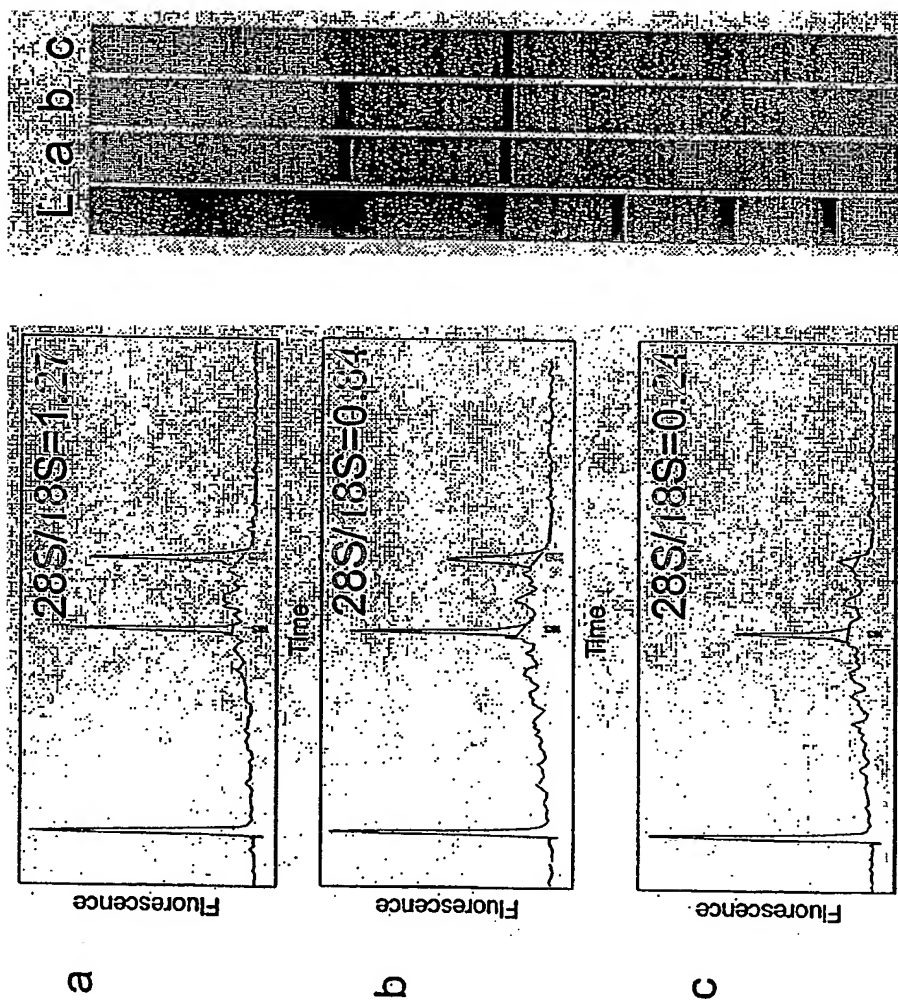 L a b c
a
Fluorescence
28S/18S=1.27
Time
b
Fluorescence
28S/18S=0.84
Time
c
Fluorescence
28S/18S=0.24